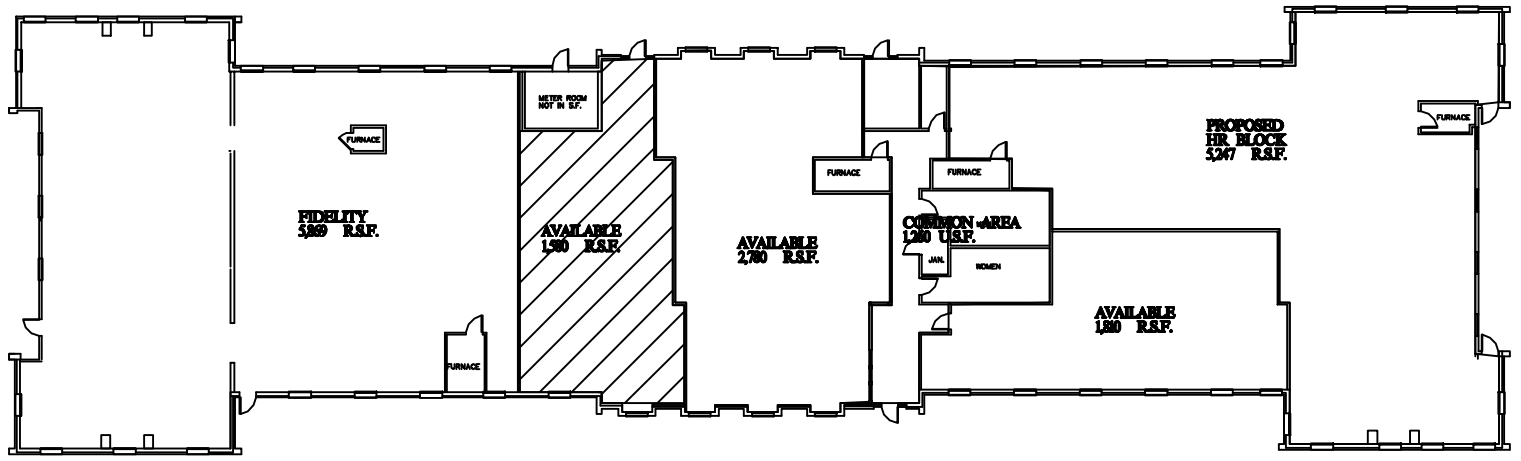 METER ROOM
NOT IN S.F.
FURNACE
FIDELITY
5,869 R.S.F.
FURNACE
AVAILABLE
1,580 R.S.F.
AVAILABLE
2,780 R.S.F.
FURNACE
FURNACE
COMMON AREA
1,260 U.S.F.
JAN.
WOMEN
PROPOSED
HR BLOCK
5,247 R.S.F.
FURNACE
AVAILABLE
1,810 R.S.F.